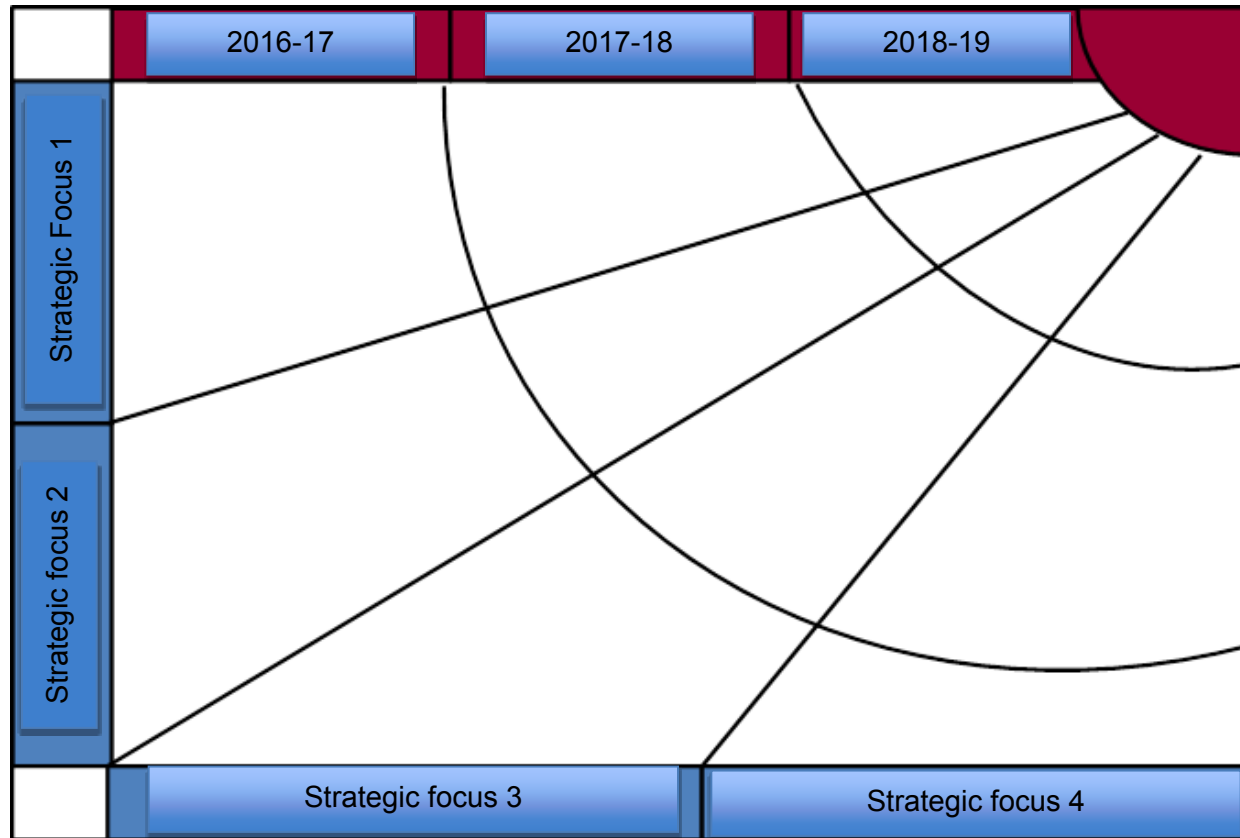 2016-17
2017-18
2018-19
Strategic Focus 1
Strategic focus 2
Strategic focus 3
Strategic focus 4